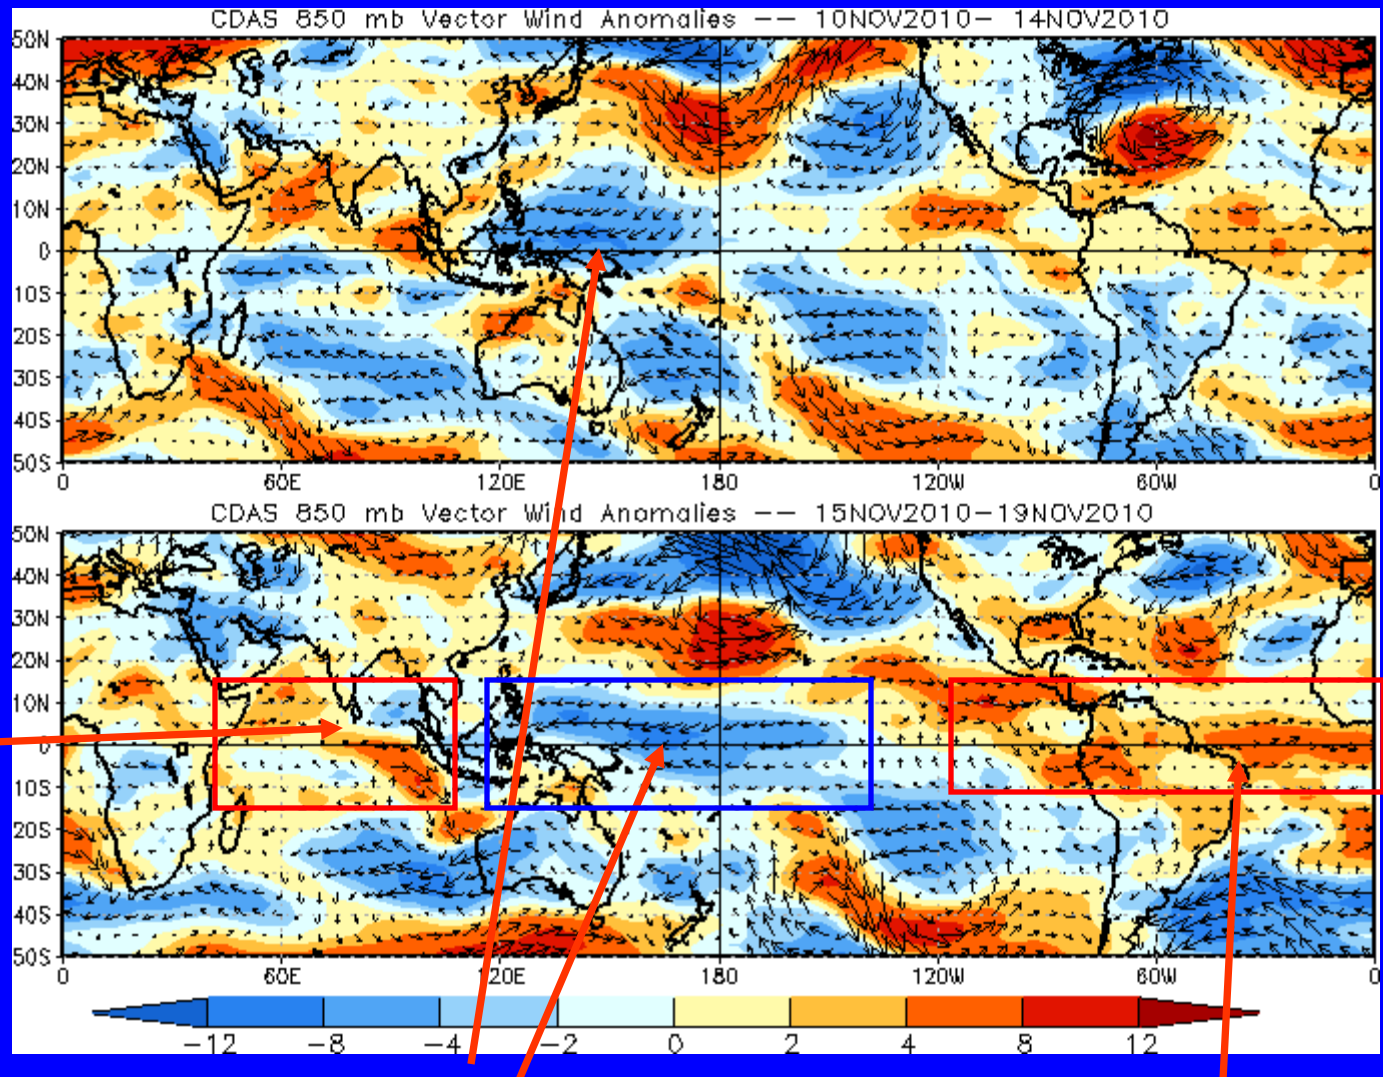 CDAS 850 mb Vector Wind Anomalies -- 10NOV2010- 14NOV2010
50N
40N
30N
20N
10N
0
10S
20S
30S
40S
50S
0 60E 120E 180 120W 60W 0
CDAS 850 mb Vector Wind Anomalies -- 15NOV2010-19NOV2010
50N
40N
30N
20N
10N
0
10S
20S
30S
40S
50S
0 60E 120E 180 120W 60W 0
-12 -8 -4 -2 0 2 4 8 12